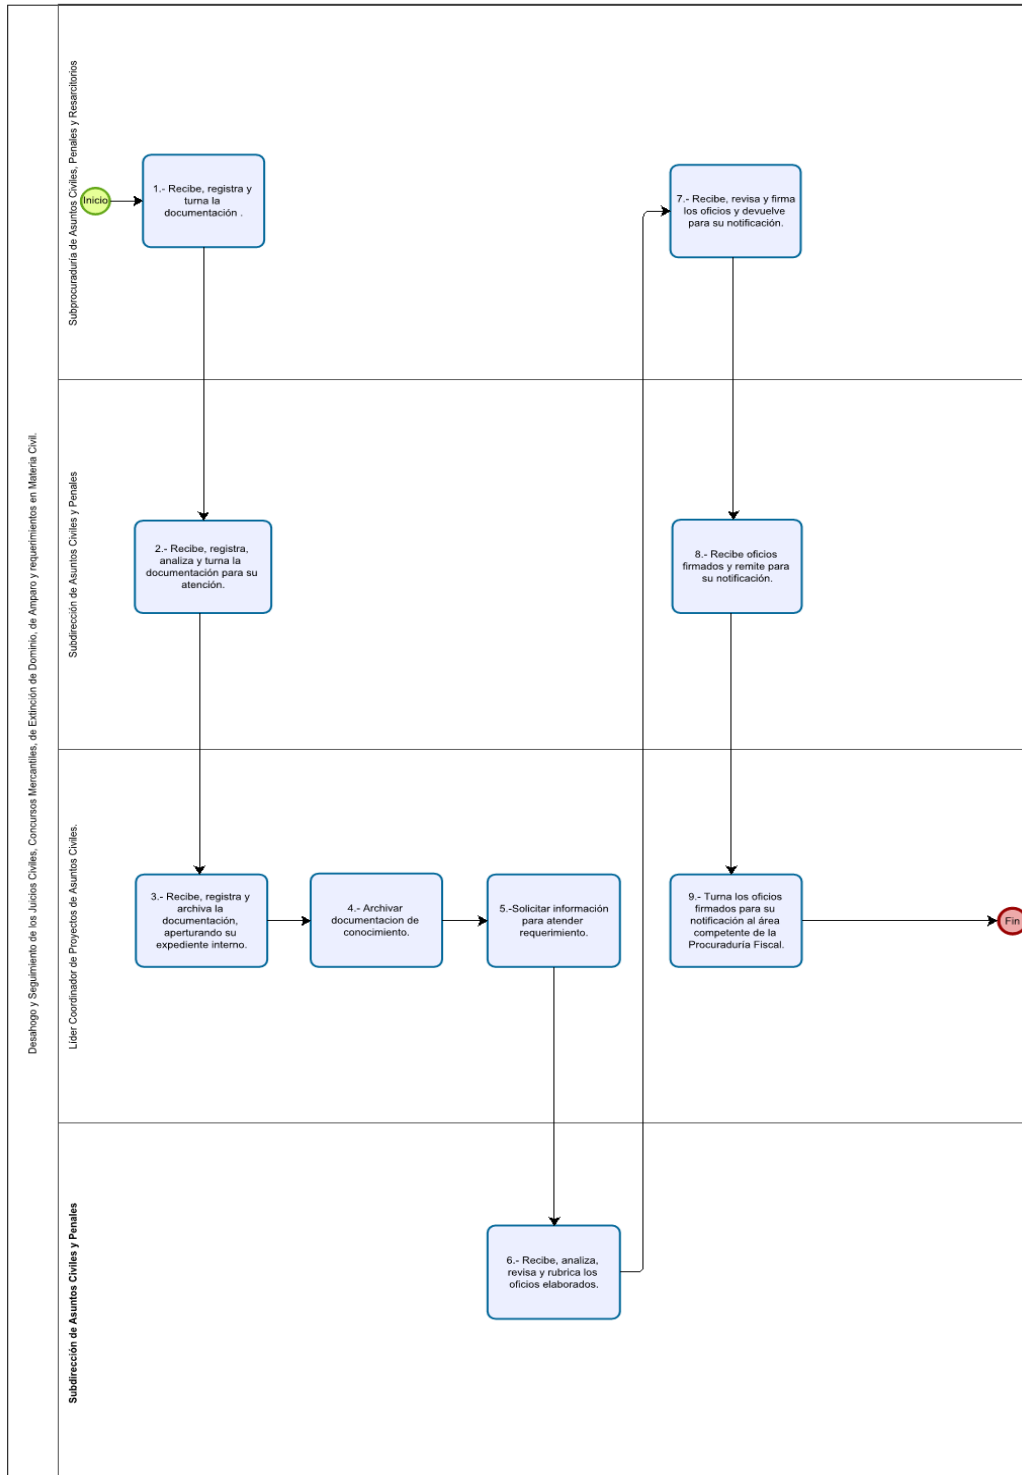 Desahogo y Seguimiento de los Juicios Civiles, Concursos Mercantiles, de Extinción de Dominio, de Amparo y requerimientos en Materia Civil.
Subprocuraduría de Asuntos Civiles, Penales y Resarcitorios
Inicio
1.- Recibe, registra y
turna la
documentación .
7.- Recibe, revisa y firma
los oficios y devuelve
para su notificación.
Subdirección de Asuntos Civiles y Penales
2.- Recibe, registra,
analiza y turna la
documentación para su
atención.
8.- Recibe oficios
firmados y remite para
su notificación.
Líder Coordinador de Proyectos de Asuntos Civiles.
3.- Recibe, registra y
archiva la
documentación,
aperturando su
expediente interno.
4.- Archivar
documentacion de
conocimiento.
5.-Solicitar información
para atender
requerimiento.
9.- Turna los oficios
firmados para su
notificación al área
competente de la
Procuraduría Fiscal.
Fin
Subdirección de Asuntos Civiles y Penales
6.- Recibe, analiza,
revisa y rubrica los
oficios elaborados.